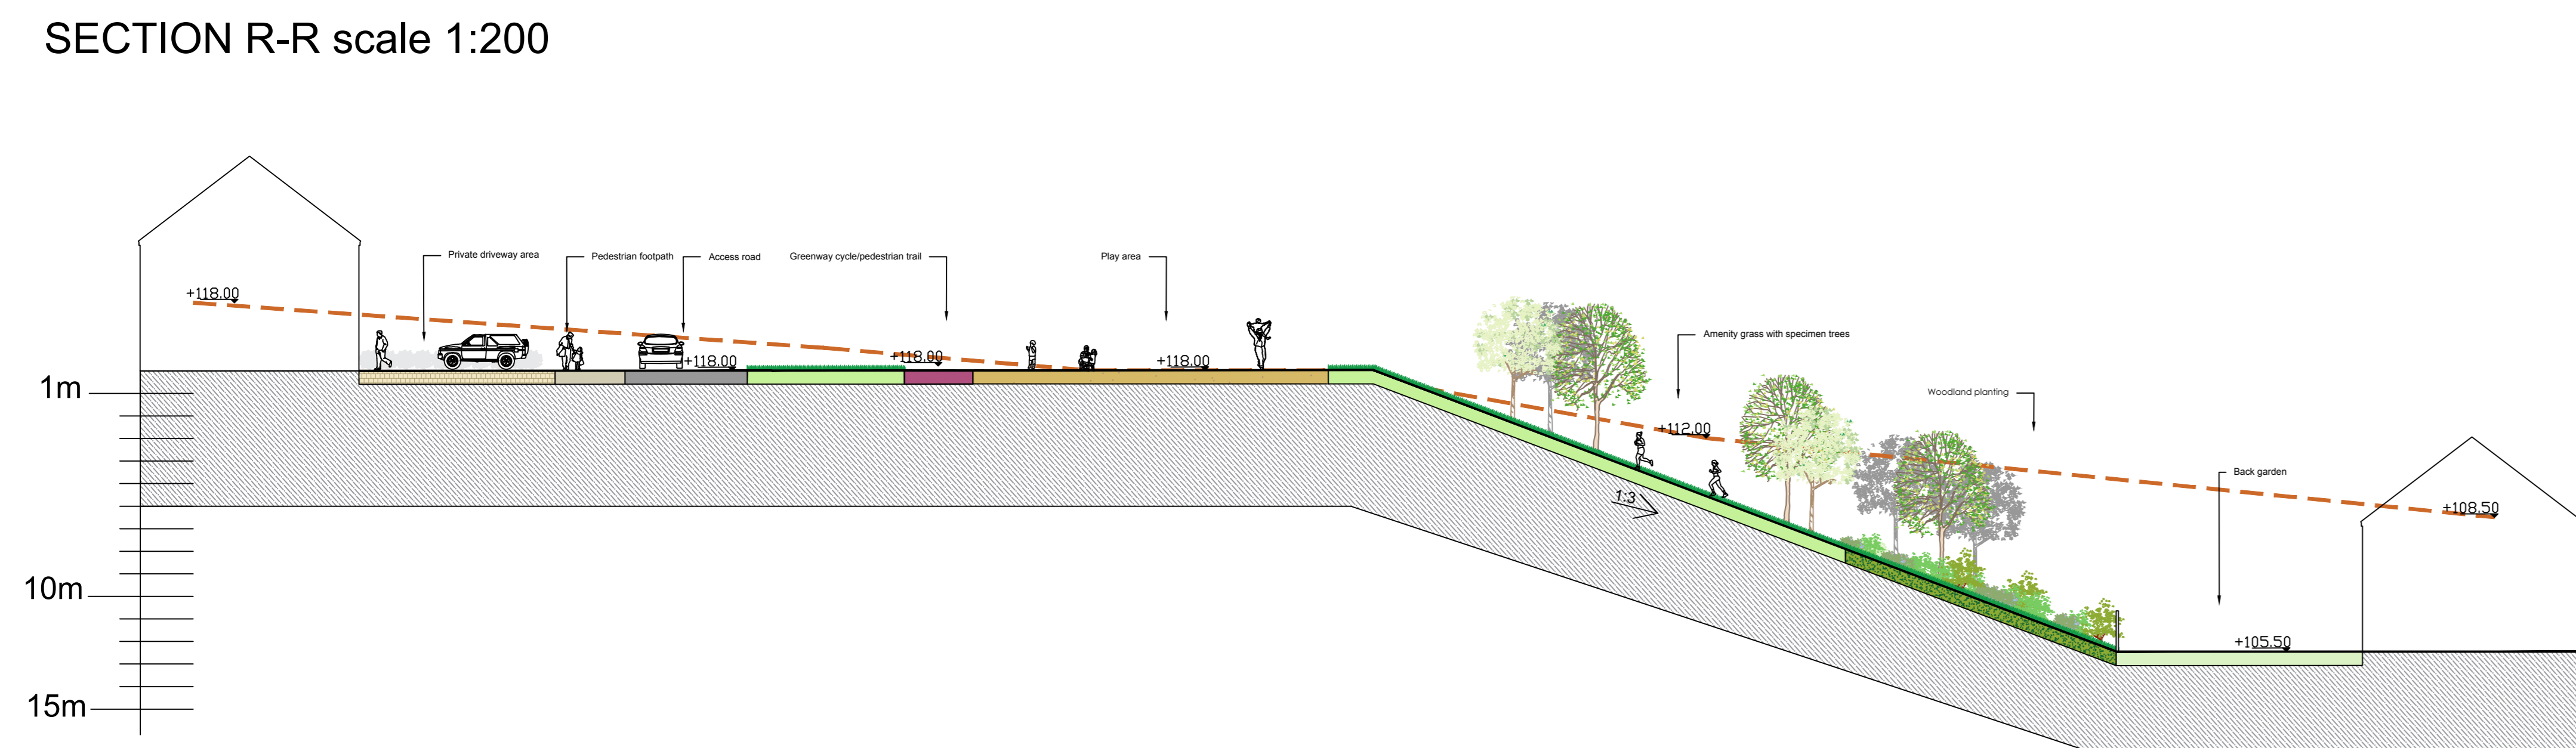 SECTION R-R scale 1:200
Private driveway area
Pedestrian footpath
Access road
Greenway cycle/pedestrian trail
Play area
+118.00
+118.00
+118.00
+118.00
Amenity grass with specimen trees
1m
Woodland planting
+112.00
Back garden
1:3
+108.50
10m
+105.50
15m